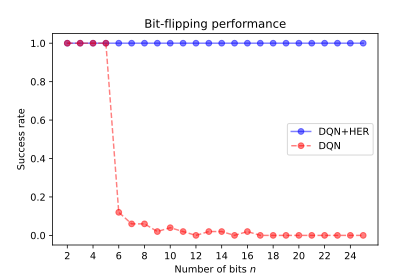 Bit-flipping performance
Success rate
1.0
0.8
0.6
0.4
0.2
0.0
DQN+HER
DQN
2 4 6 8 10 12 14 16 18 20 22 24
Number of bits n